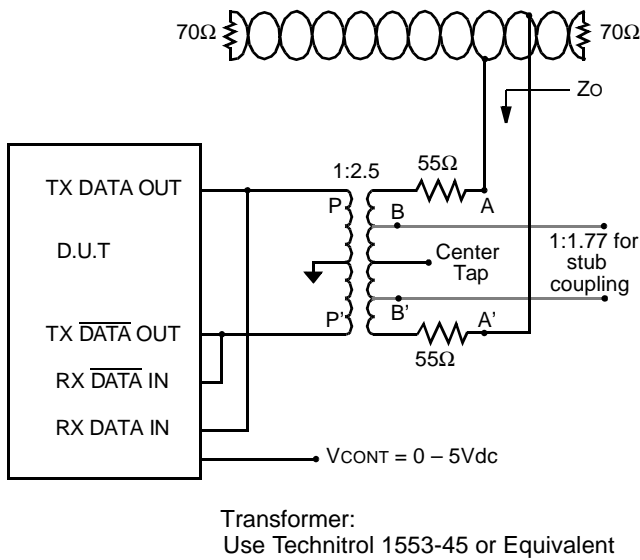 70Ω
70Ω
ZO
1:2.5
55Ω
TX DATA OUT
P
B
A
D.U.T
Center
Tap
1:1.77 for
stub
coupling
P'
B'
A'
TX DATA OUT
55Ω
RX DATA IN
RX DATA IN
VCONT = 0 – 5Vdc
Transformer:
Use Technitrol 1553-45 or Equivalent